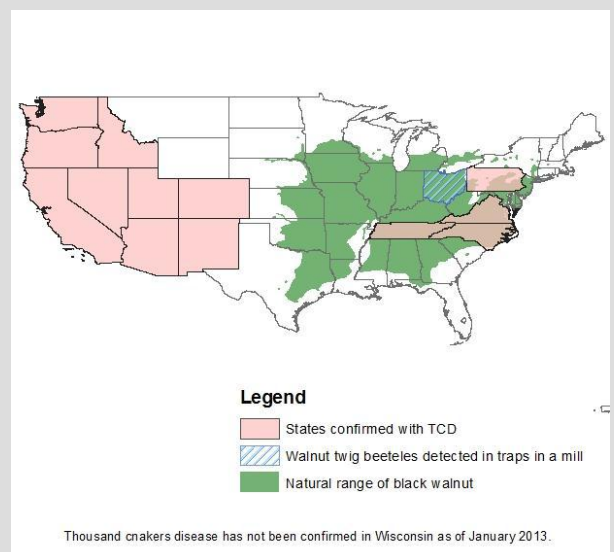 Legend
States confirmed with TCD
Walnut twig beeteles detected in traps in a mill
Natural range of black walnut
Thousand cnakers disease has not been confirmed in Wisconsin as of January 2013.